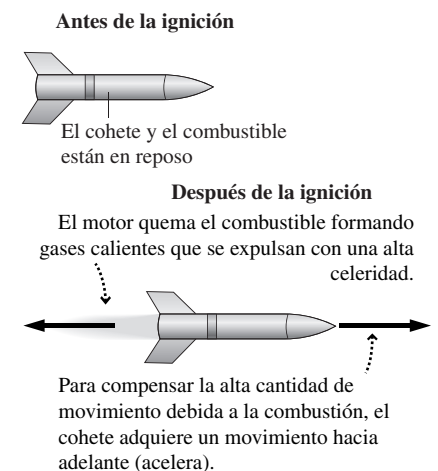 Antes de la ignición
El cohete y el combustible
están en reposo
Después de la ignición
El motor quema el combustible formando
gases calientes que se expulsan con una alta
celeridad.
Para compensar la alta cantidad de
movimiento debida a la combustión, el
cohete adquiere un movimiento hacia
adelante (acelera).